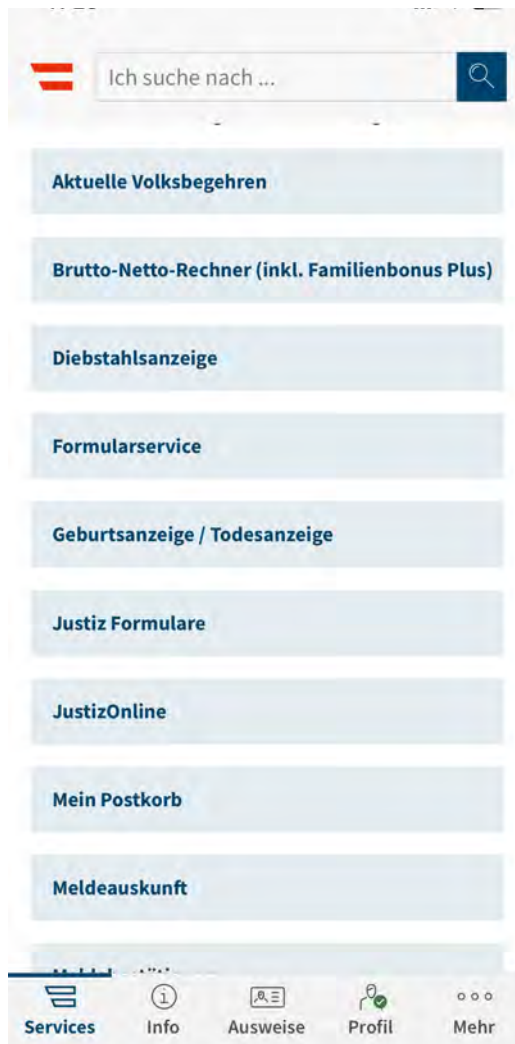 Ich suche nach ...
Aktuelle Volksbegehren
Brutto-Netto-Rechner (inkl. Familienbonus Plus)
Diebstahlsanzeige
Formularservice
Geburtsanzeige / Todesanzeige
Justiz Formulare
JustizOnline
Mein Postkorb
Meldeauskunft
Services Info Ausweise Profil Mehr